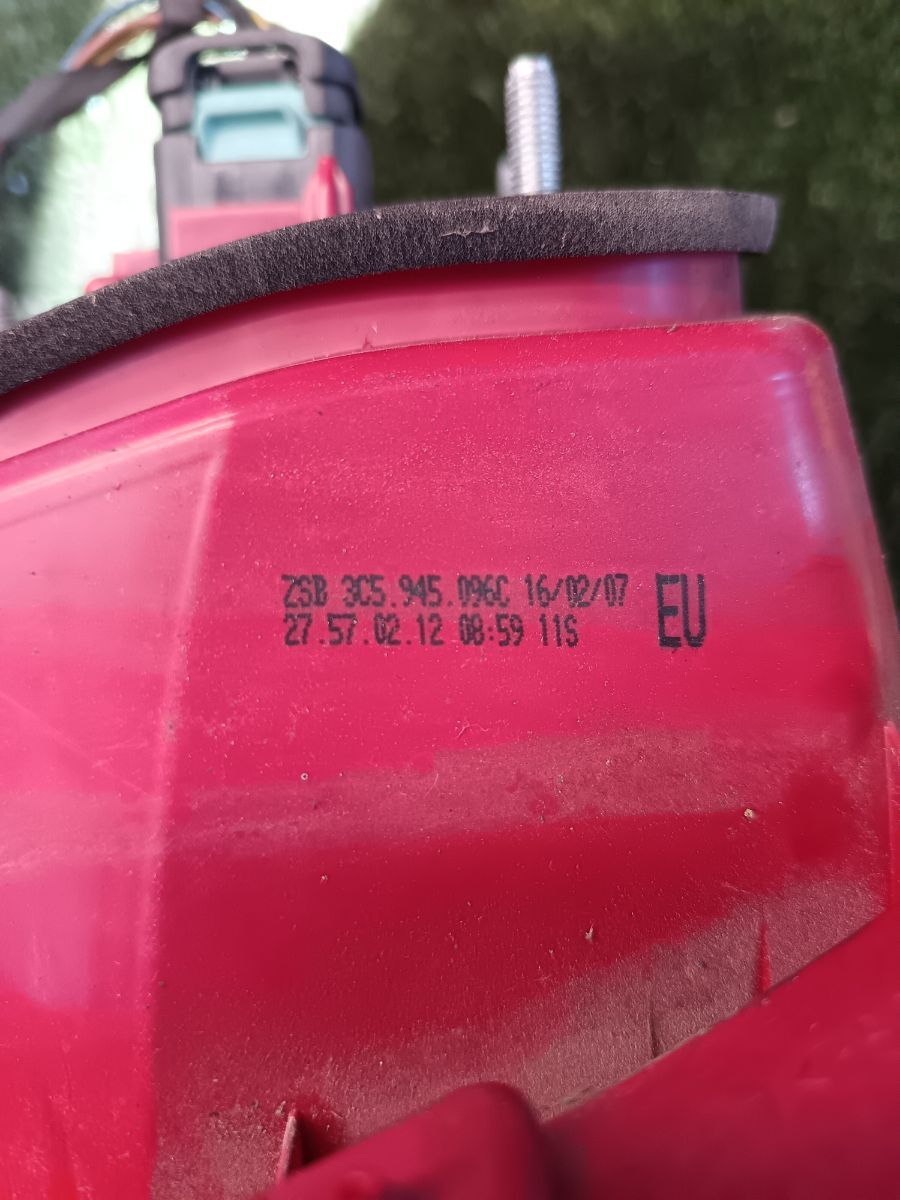 ZSB 3C5.945.096C 16/02/07
27.57.02.12 08:59 11S
EU